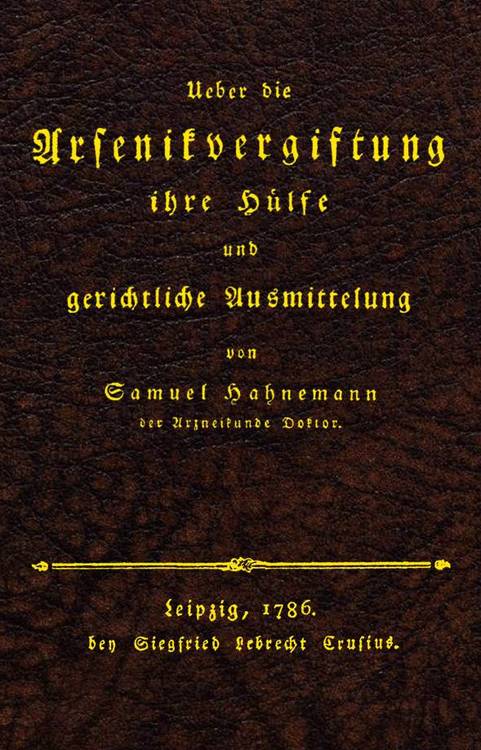 Ueber die
Arſenikvergiftung
ihre Hülfe
und
gerichtliche Ausmittelung
von
Samuel Hahnemann
der Arzneikunde Doktor.
Leipzig, 1786.
bey Siegfried Lebrecht Cruſius.